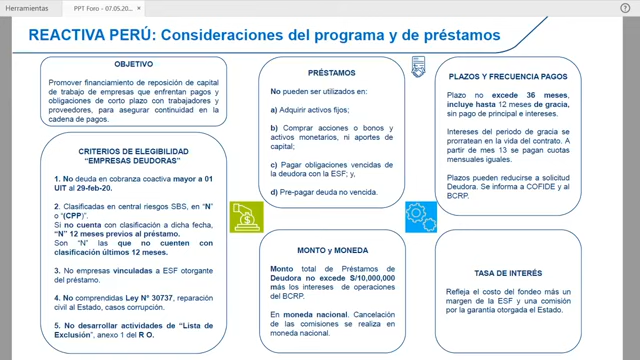 Herramientas
PPT Foro - 07.05.20...
×
?
REACTIVA PERÚ: Consideraciones del programa y de préstamos
OBJETIVO
Promover financiamiento de reposición de capital
de trabajo de empresas que enfrentan pagos y
obligaciones de corto plazo con trabajadores y
proveedores, para asegurar continuidad en la
cadena de pagos.
CRITERIOS DE ELEGIBILIDAD
"EMPRESAS DEUDORAS"
1. No deuda en cobranza coactiva mayor a 01
UIT al 29-feb-20.
2. Clasificadas en central riesgos SBS, en "N"
o "(CPP)".
Si no cuenta con clasificación a dicha fecha,
"N" 12 meses previos al préstamo.
Son "N" las que no cuenten con
clasificación últimos 12 meses.
3. No empresas vinculadas a ESF otorgante
del préstamo.
4. No comprendidas Ley Nº 30737, reparación
civil al Estado, casos corrupción.
5. No desarrollar actividades de "Lista de
Exclusión", anexo 1 del R O.
PRÉSTAMOS
No pueden ser utilizados en:
a) Adquirir activos fijos;
b) Comprar acciones o bonos y
activos monetarios, ni aportes de
capital;
c) Pagar obligaciones vencidas de
la deudora con la ESF; y,
d) Pre-pagar deuda no vencida.
MONTO y MONEDA
Monto total de Préstamos de
Deudora no excede S/10,000,000
más los intereses de operaciones
del BCRP.
En moneda nacional. Cancelación
de las comisiones se realiza en
moneda nacional.
PLAZOS Y FRECUENCIA PAGOS
Plazo no excede 36 meses,
incluye hasta 12 meses de gracia,
sin pago de principal e intereses.
Intereses del periodo de gracia se
prorratean en la vida del contrato. A
partir de mes 13 se pagan cuotas
mensuales iguales.
Plazos pueden reducirse a solicitud
Deudora. Se informa a COFIDE y al
BCRP.
TASA DE INTERÉS
Refleja el costo del fondeo más un
margen de la ESF y una comisión
por la garantía otorgada el Estado.